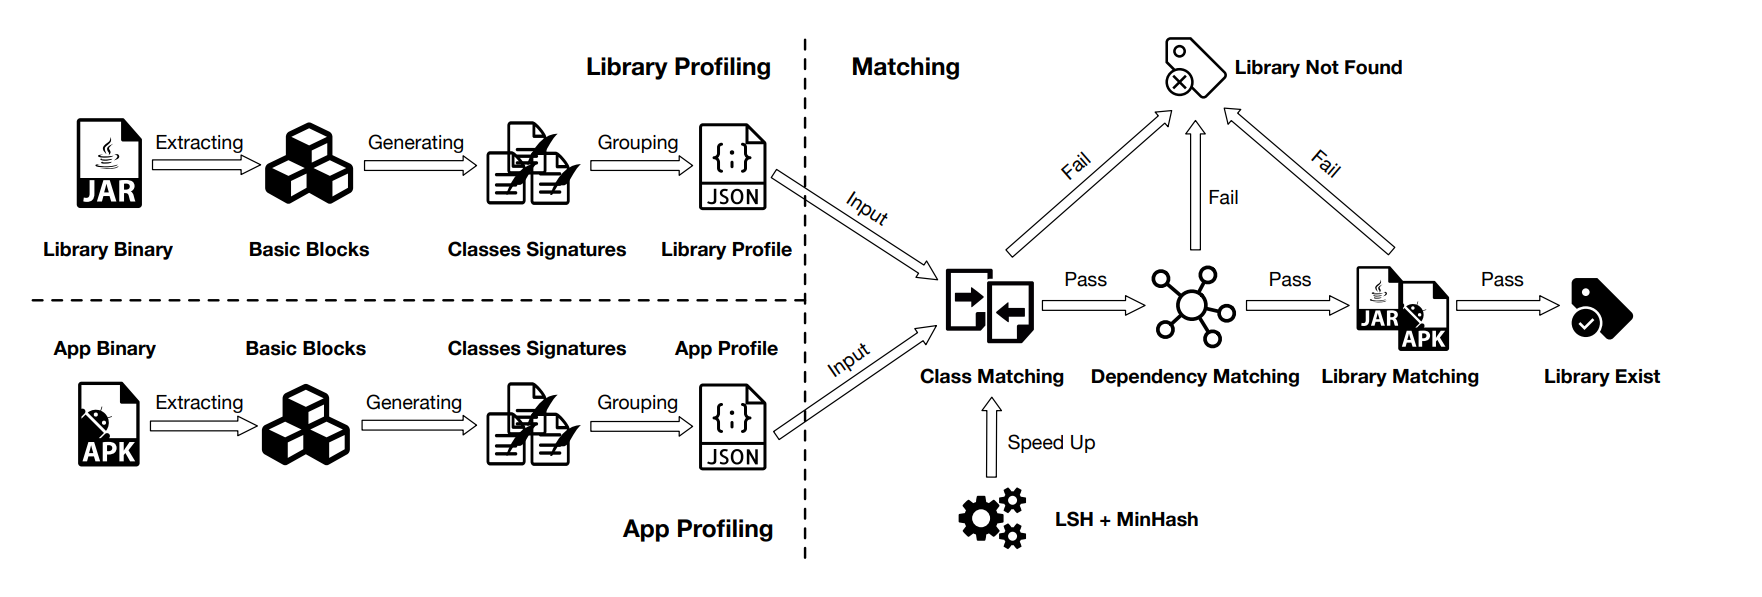 Library Profiling
Matching
Library Not Found
Extracting
Generating
Grouping
JAR
{;}
JSON
Library Binary
Basic Blocks
Classes Signatures
Library Profile
Input
Fail
Fail
Fail
Pass
Pass
Pass
JAR
APK
Class Matching
Dependency Matching
Library Matching
Library Exist
App Binary
Basic Blocks
Classes Signatures
App Profile
Input
Extracting
Generating
Grouping
APK
{;}
JSON
Speed Up
LSH + MinHash
App Profiling